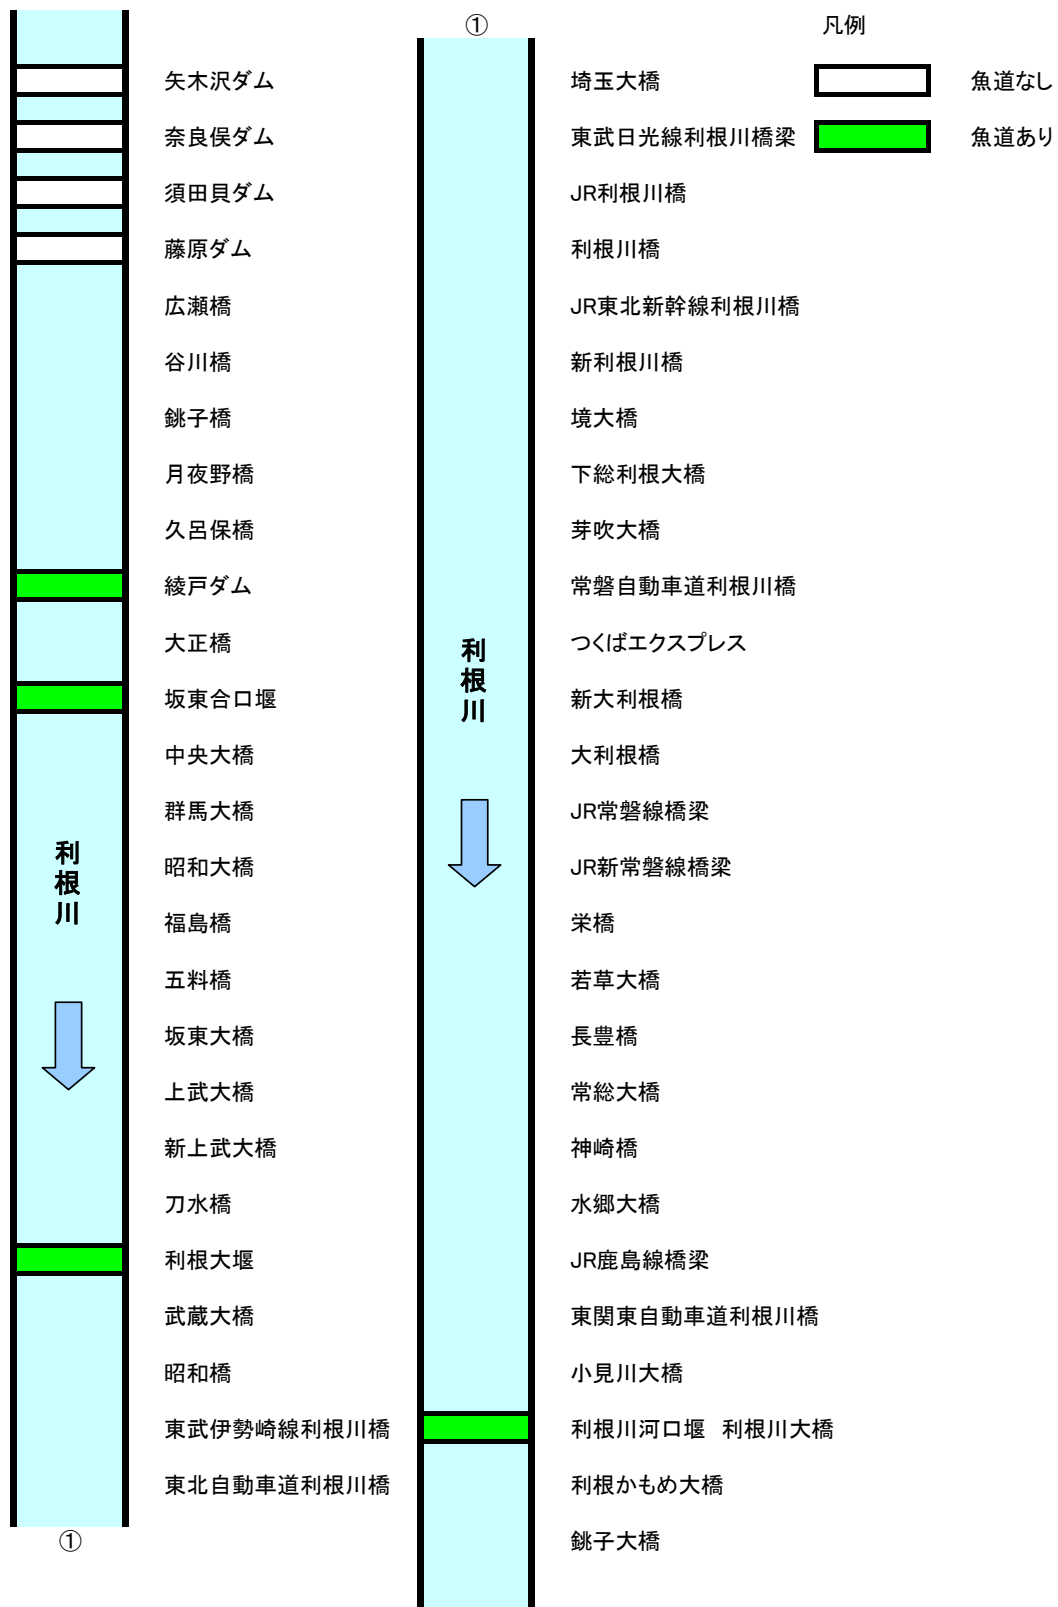 矢木沢ダム
奈良俣ダム
須田貝ダム
藤原ダム
広瀬橋
谷川橋
銚子橋
月夜野橋
久呂保橋
綾戸ダム
大正橋
坂東合口堰
中央大橋
群馬大橋
昭和大橋
福島橋
五料橋
坂東大橋
上武大橋
新上武大橋
刀水橋
利根大堰
武蔵大橋
昭和橋
東武伊勢崎線利根川橋
東北自動車道利根川橋
利根川
①
①
埼玉大橋
東武日光線利根川橋梁
JR利根川橋
利根川橋
JR東北新幹線利根川橋
新利根川橋
境大橋
下総利根大橋
芽吹大橋
常磐自動車道利根川橋
つくばエクスプレス
新大利根橋
大利根橋
JR常磐線橋梁
JR新常磐線橋梁
栄橋
若草大橋
長豊橋
常総大橋
神崎橋
水郷大橋
JR鹿島線橋梁
東関東自動車道利根川橋
小見川大橋
利根川河口堰　利根川大橋
利根かもめ大橋
銚子大橋
利根川
凡例
魚道なし
魚道あり